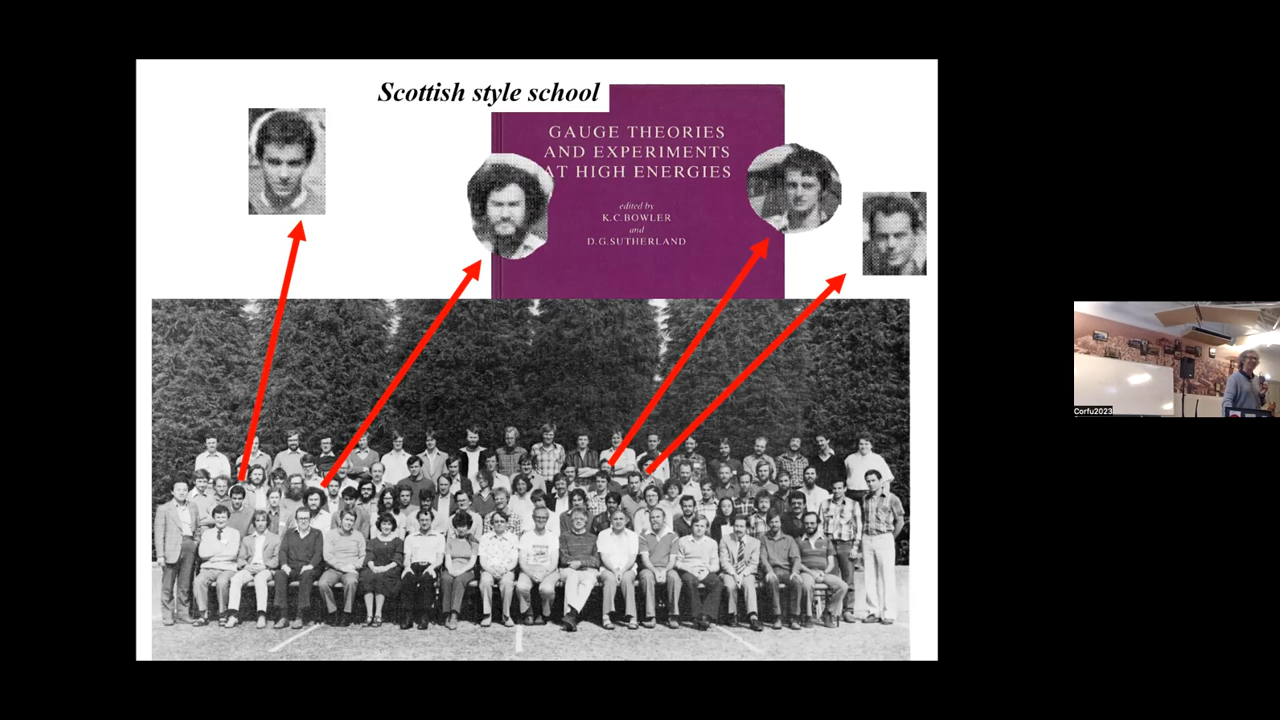 Scottish style school
GAUGE THEORIES
AND EXPERIMENTS
AT HIGH ENERGIES
edited by
K.C.BOWLER
and
D.G.SUTHERLAND
Corfu2023